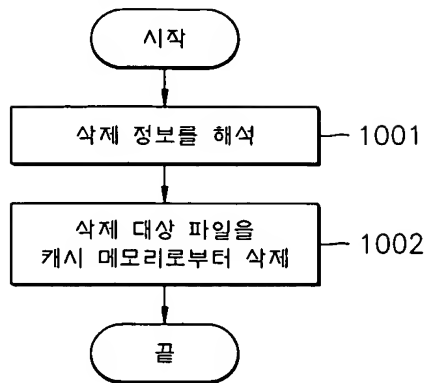 시작
삭제 정보를 해석
1001
삭제 대상 파일을
캐시 메모리로부터 삭제
1002
끝